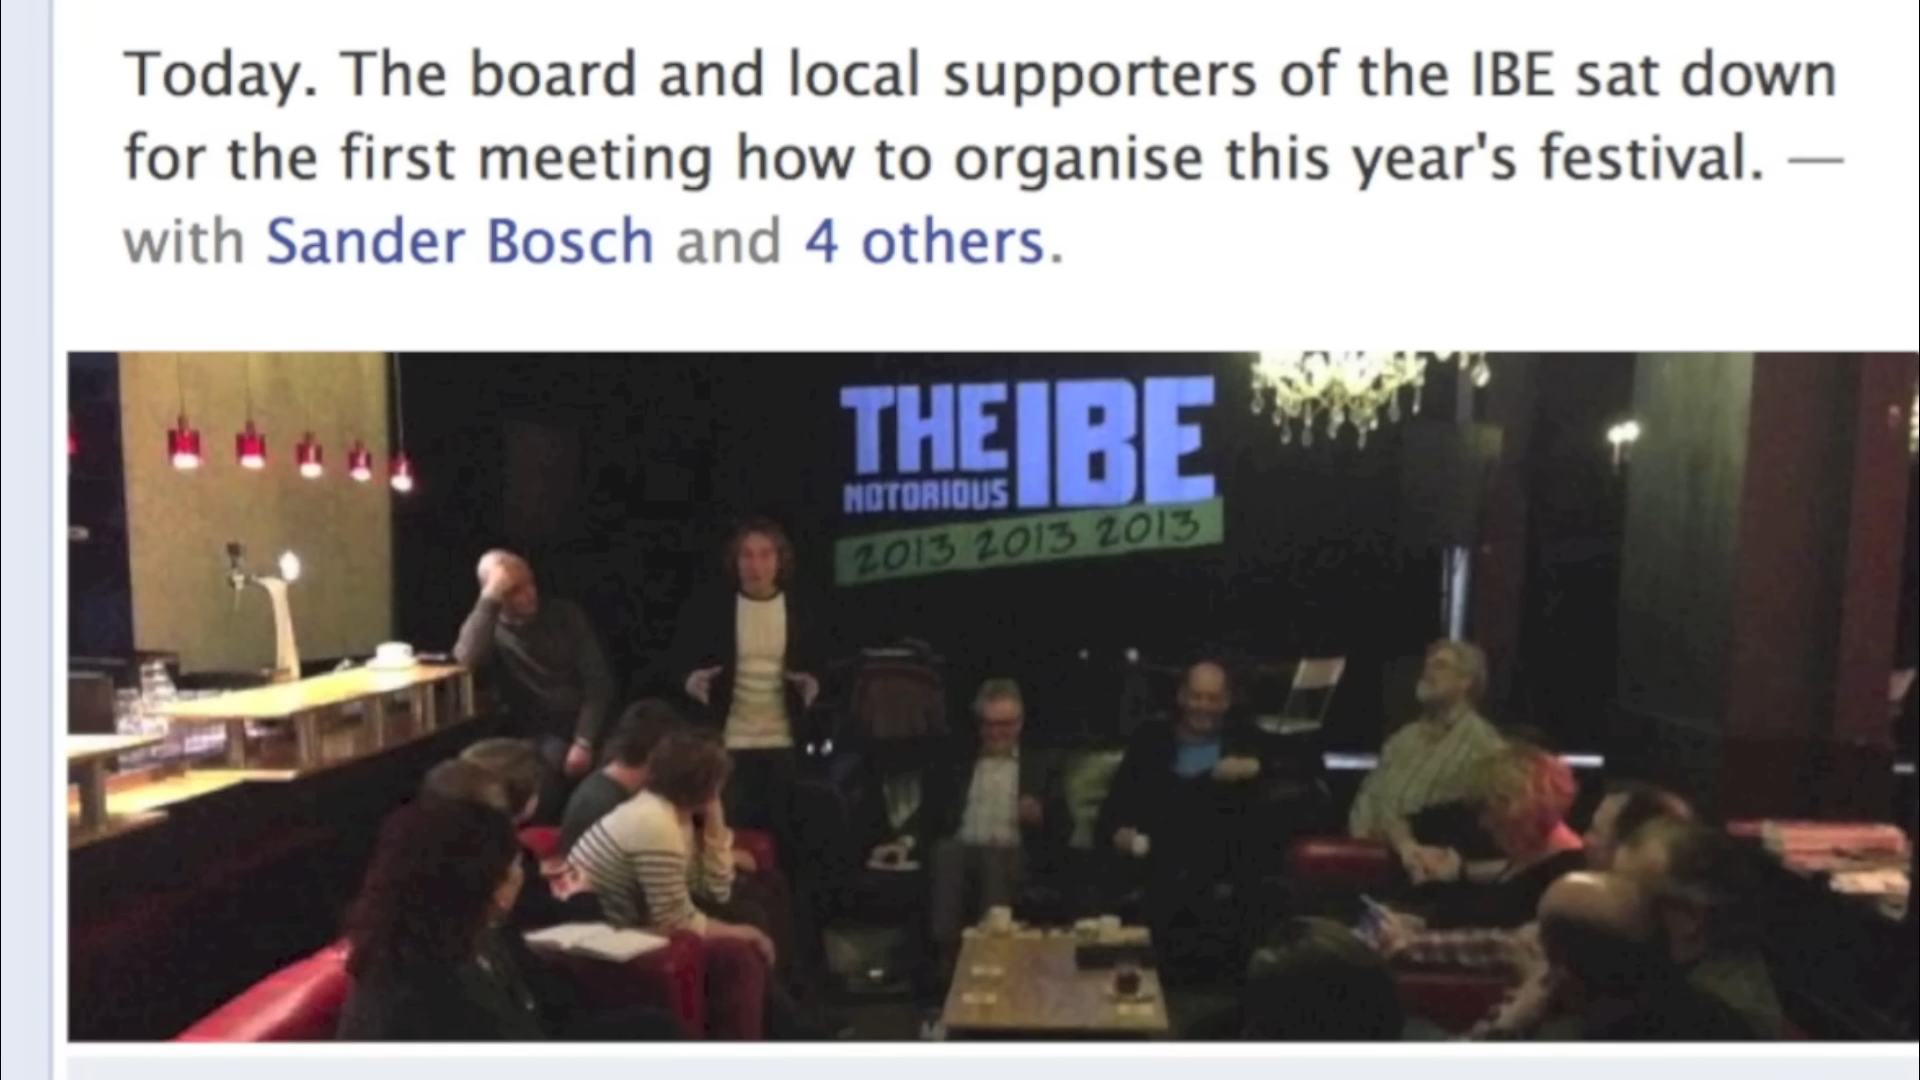 Today. The board and local supporters of the IBE sat down
for the first meeting how to organise this year's festival. —
with Sander Bosch and 4 others.
THE IBE
NOTORIOUS
2013 2013 2013